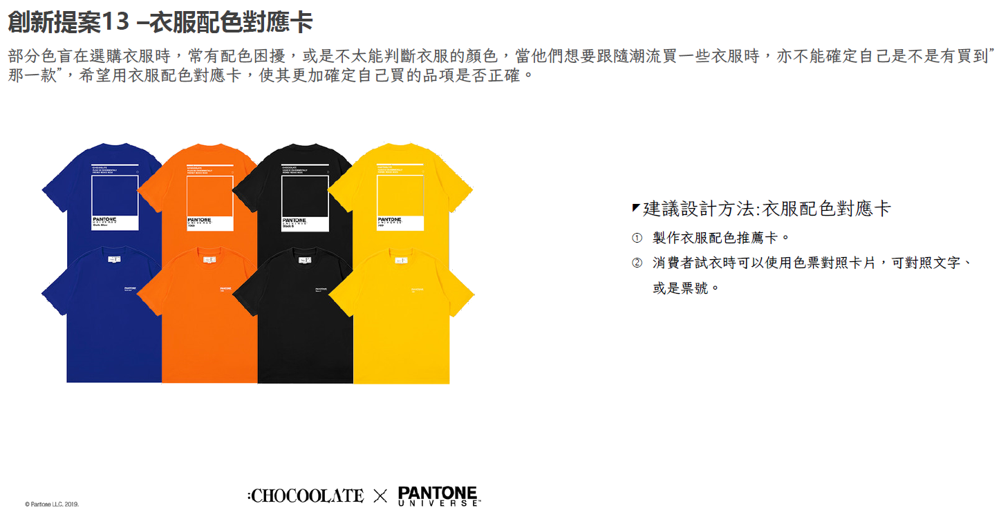 創新提案13 –衣服配色對應卡
部分色盲在選購衣服時，常有配色困擾，或是不太能判斷衣服的顏色，當他們想要跟隨潮流買一些衣服時，亦不能確定自己是不是有買到”
那一款”，希望用衣服配色對應卡，使其更加確定自己買的品項是否正確。
:CHOCOOLATE
PANTONE
UNIVERSE
Dark Blue
:CHOCOOLATE
PANTONE
UNIVERSE
:CHOCOOLATE
PANTONE
UNIVERSE
Black 6
PANTONE
UNIVERSE
PANTONE
PANTONE
PANTONE
PANTONE
◤建議設計方法:衣服配色對應卡
① 製作衣服配色推薦卡。
② 消費者試衣時可以使用色票對照卡片，可對照文字、
或是票號。
:CHOCOOLATE × PANTONE
UNIVERSE™
© Pantone LLC. 2019.